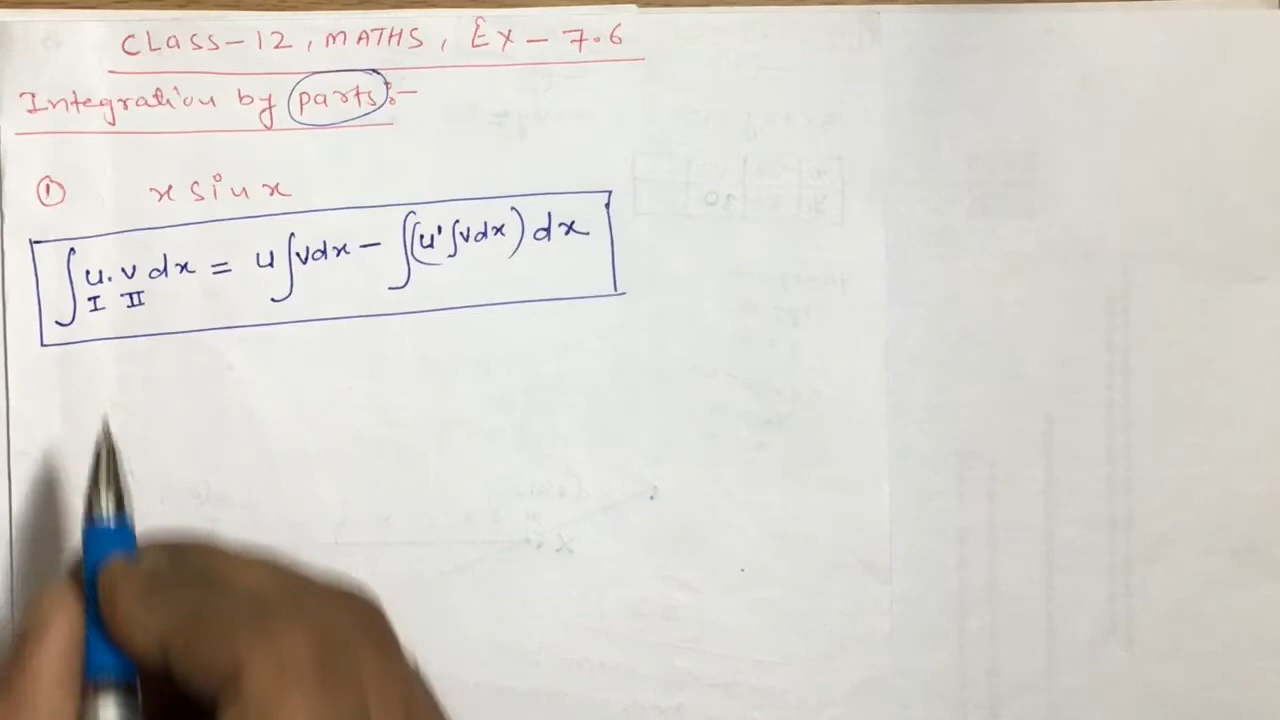 CLASS-12, MATHS, EX-7.6
Integration by parts:-
① x sin x
∫ u. v dx = u ∫ v dx - ∫ (u' ∫ v dx) dx
I II